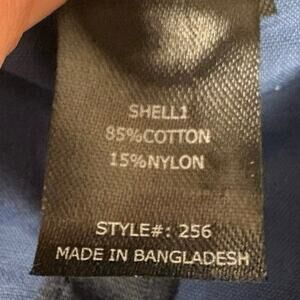 SHELL1
85%COTTON
15%NYLON
STYLE#: 256
MADE IN BANGLADESH